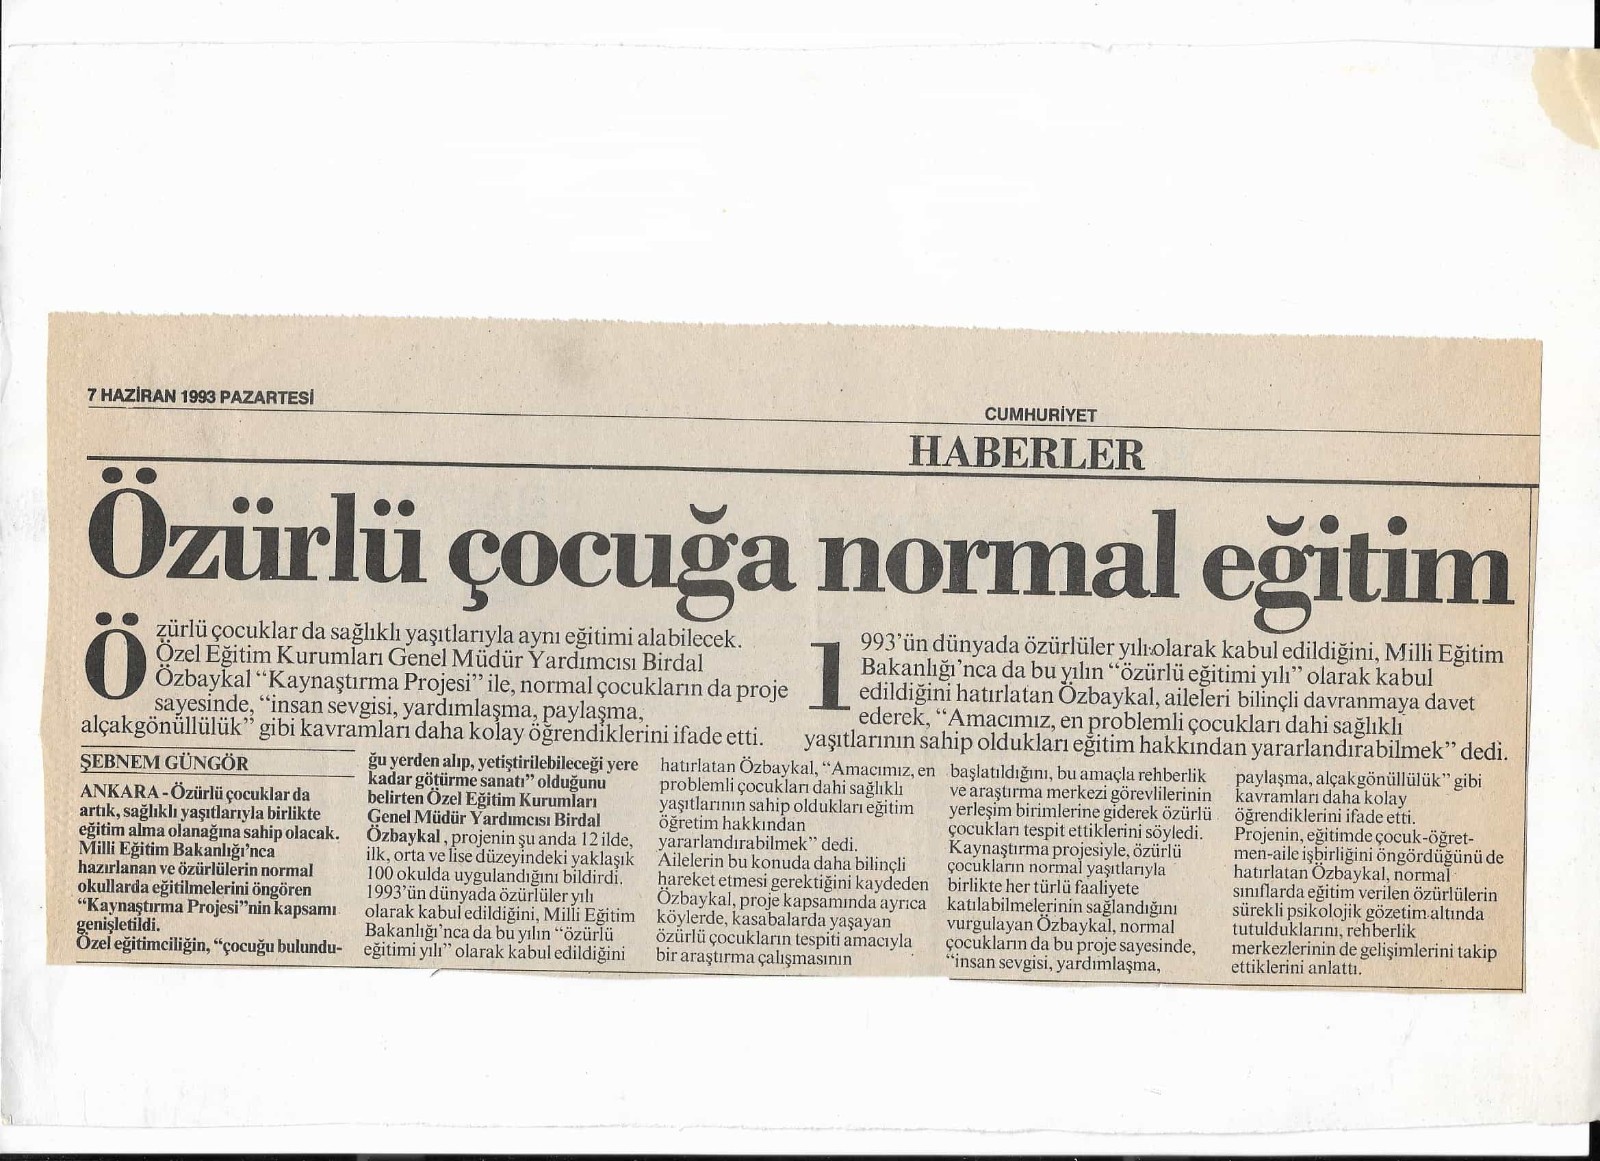 7 HAZİRAN 1993 PAZARTESİ
CUMHURİYET
HABERLER
Özürlü çocuğa normal eğitim
Özürlü çocuklar da sağlıklı yaşıtlarıyla aynı eğitimi alabilecek.
Özel Eğitim Kurumları Genel Müdür Yardımcısı Birdal
Özbaykal “Kaynaştırma Projesi” ile, normal çocukların da proje
sayesinde, “insan sevgisi, yardımlaşma, paylaşma,
alçakgönüllülük” gibi kavramları daha kolay öğrendiklerini ifade etti.
1993’ün dünyada özürlüler yılı olarak kabul edildiğini, Milli Eğitim
Bakanlığı’nca da bu yılın “özürlü eğitimi yılı” olarak kabul
edildiğini hatırlatan Özbaykal, aileleri bilinçli davranmaya davet
ederek, “Amacımız, en problemli çocukları dahi sağlıklı
yaşıtlarının sahip oldukları eğitim hakkından yararlandırabilmek” dedi.
ŞEBNEM GÜNGÖR
ANKARA - Özürlü çocuklar da
artık, sağlıklı yaşıtlarıyla birlikte
eğitim alma olanağına sahip olacak.
Milli Eğitim Bakanlığı’nca
hazırlanan ve özürlülerin normal
okullarda eğitilmelerini öngören
“Kaynaştırma Projesi”nin kapsamı
genişletildi.
Özel eğitimciliğin, “çocuğu bulundu-
ğu yerden alıp, yetiştirilebileceği yere
kadar götürme sanatı” olduğunu
belirten Özel Eğitim Kurumları
Genel Müdür Yardımcısı Birdal
Özbaykal, projenin şu anda 12 ilde,
ilk, orta ve lise düzeyindeki yaklaşık
100 okulda uygulandığını bildirdi.
1993’ün dünyada özürlüler yılı
olarak kabul edildiğini, Milli Eğitim
Bakanlığı’nca da bu yılın “özürlü
eğitimi yılı” olarak kabul edildiğini
hatırlatan Özbaykal, “Amacımız, en
problemli çocukları dahi sağlıklı
yaşıtlarının sahip oldukları eğitim
öğretim hakkından
yararlandırabilmek” dedi.
Ailelerin bu konuda daha bilinçli
hareket etmesi gerektiğini kaydeden
Özbaykal, proje kapsamında ayrıca
köylerde, kasabalarda yaşayan
özürlü çocukların tespiti amacıyla
bir araştırma çalışmasının
başlatıldığını, bu amaçla rehberlik
ve araştırma merkezi görevlilerinin
yerleşim birimlerine giderek özürlü
çocukları tespit ettiklerini söyledi.
Kaynaştırma projesiyle, özürlü
çocukların normal yaşıtlarıyla
birlikte her türlü faaliyete
katılabilmelerinin sağlandığını
vurgulayan Özbaykal, normal
çocukların da bu proje sayesinde,
“insan sevgisi, yardımlaşma,
paylaşma, alçakgönüllülük” gibi
kavramları daha kolay
öğrendiklerini ifade etti.
Projenin, eğitimde çocuk-öğret-
men-aile işbirliğini öngördüğünü de
hatırlatan Özbaykal, normal
sınıflarda eğitim verilen özürlülerin
sürekli psikolojik gözetim altında
tutulduklarını, rehberlik
merkezlerinin de gelişimlerini takip
ettiklerini anlattı.